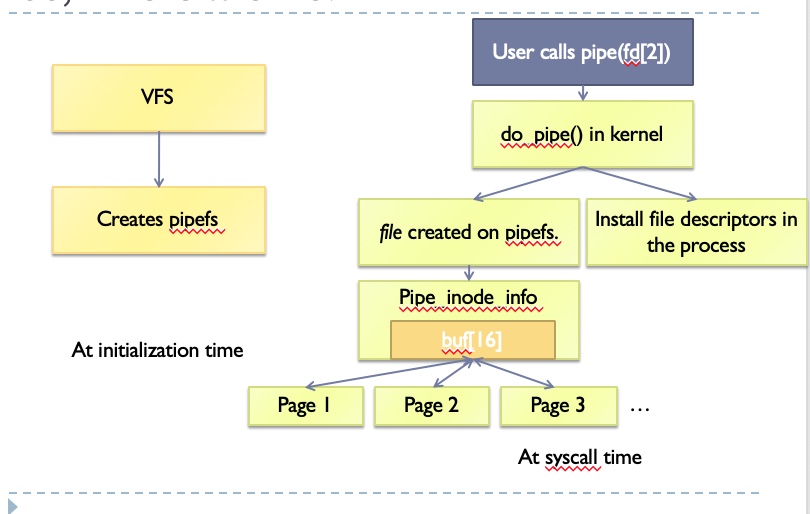 VFS
Creates pipefs
At initialization time
User calls pipe(fd[2])
do_pipe() in kernel
file created on pipefs.
Install file descriptors in
the process
Pipe_inode_info
buf[16]
Page 1
Page 2
Page 3
...
At syscall time